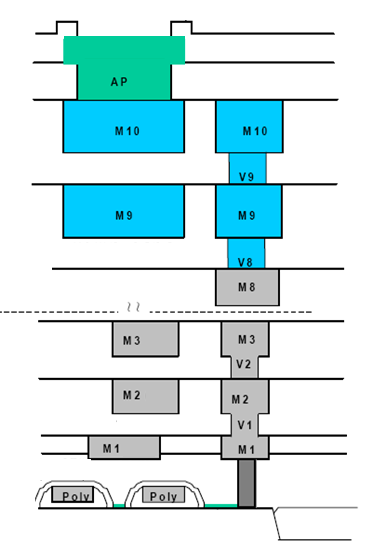 AP
M10 M10
V9
M9 M9
V8
M8
M3 M3
V2
M2 M2
V1
M1 M1
Poly Poly